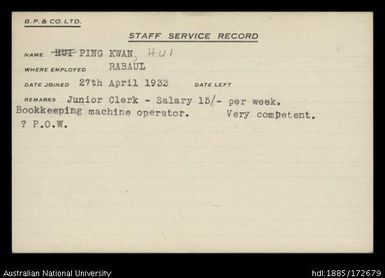 B.P. & CO. LTD.
STAFF SERVICE RECORD
NAME HUI PING KWAN, HUI
WHERE EMPLOYED RABAUL
DATE JOINED 27th April 1933 DATE LEFT
REMARKS Junior Clerk - Salary 15/- per week.
Bookkeeping machine operator. Very competent.
? P.O.W.
Australian National University
hdl:1885/172679